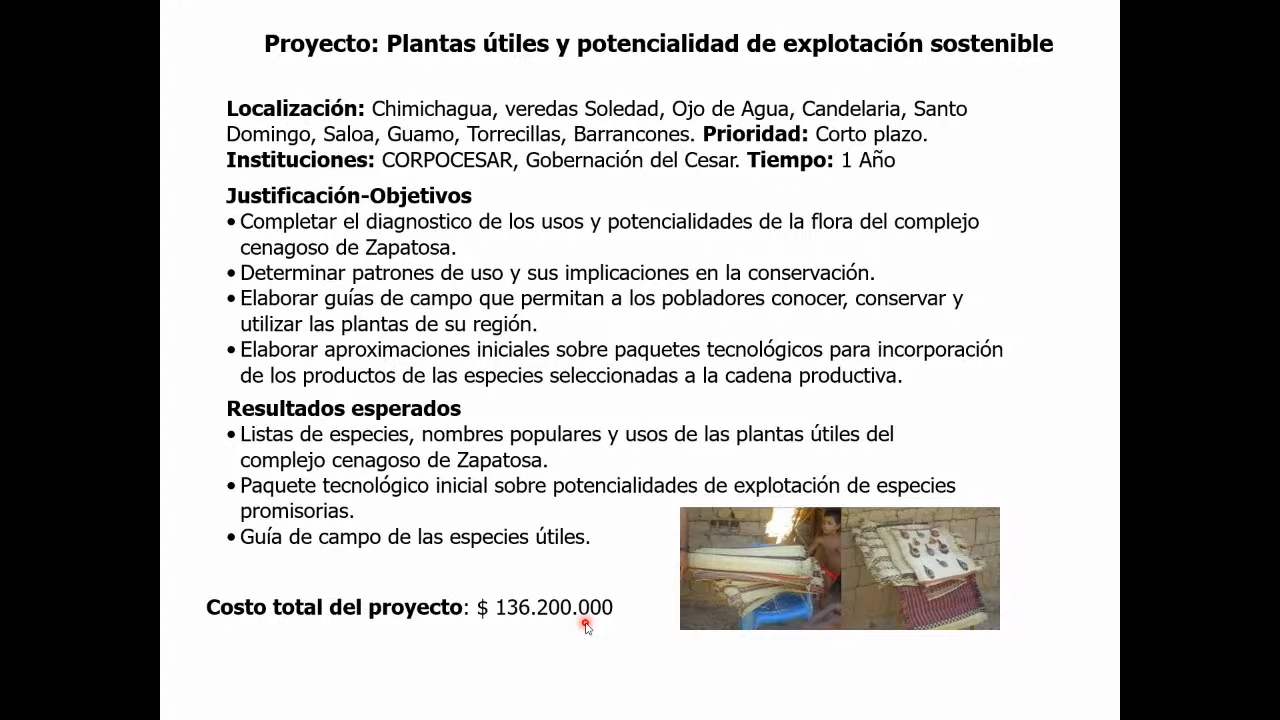 Proyecto: Plantas útiles y potencialidad de explotación sostenible
Localización: Chimichagua, veredas Soledad, Ojo de Agua, Candelaria, Santo
Domingo, Saloa, Guamo, Torrecillas, Barrancones. Prioridad: Corto plazo.
Instituciones: CORPOCESAR, Gobernación del Cesar. Tiempo: 1 Año
Justificación-Objetivos
• Completar el diagnostico de los usos y potencialidades de la flora del complejo
cenagoso de Zapatosa.
• Determinar patrones de uso y sus implicaciones en la conservación.
• Elaborar guías de campo que permitan a los pobladores conocer, conservar y
utilizar las plantas de su región.
• Elaborar aproximaciones iniciales sobre paquetes tecnológicos para incorporación
de los productos de las especies seleccionadas a la cadena productiva.
Resultados esperados
• Listas de especies, nombres populares y usos de las plantas útiles del
complejo cenagoso de Zapatosa.
• Paquete tecnológico inicial sobre potencialidades de explotación de especies
promisorias.
• Guía de campo de las especies útiles.
Costo total del proyecto: $ 136.200.000